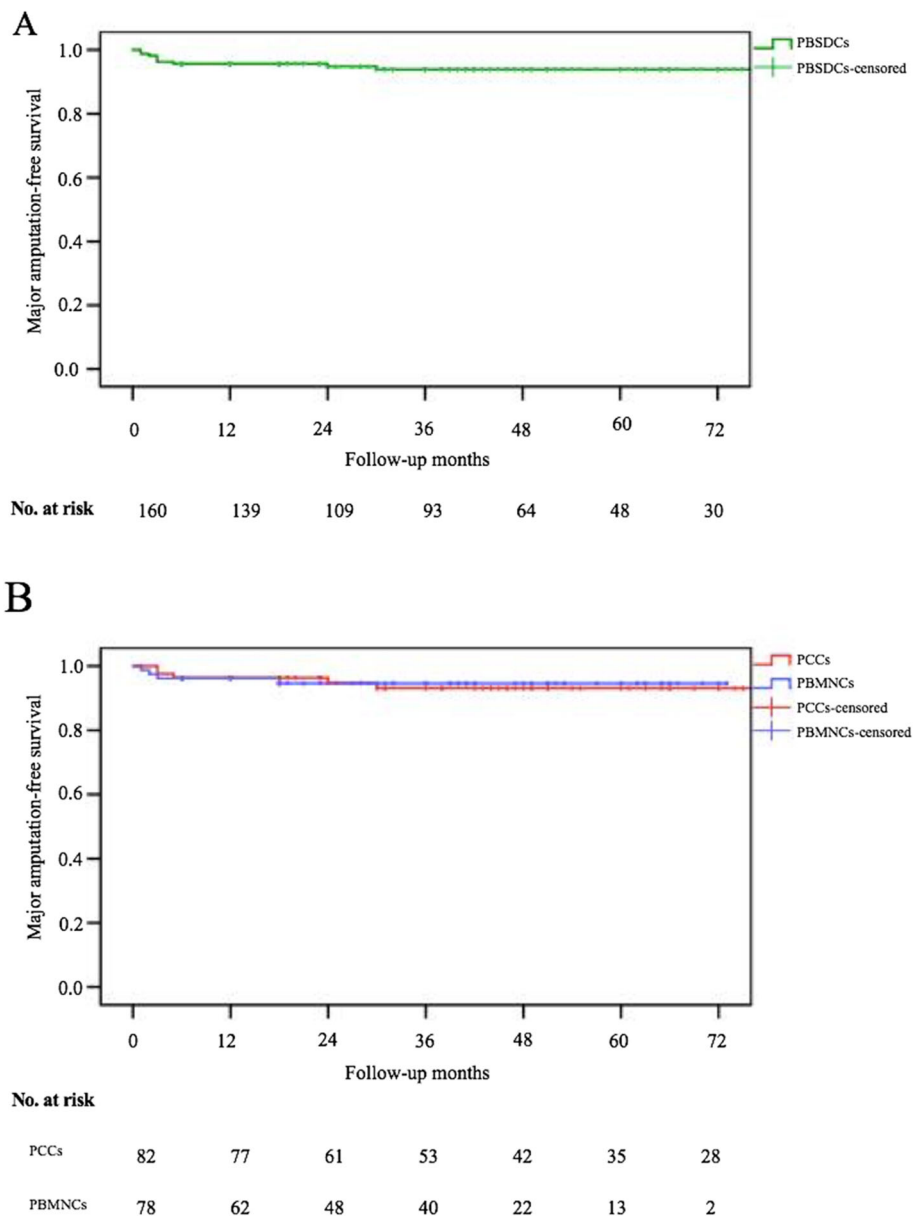 A
Major amputation-free survival
1.0
0.8
0.6
0.4
0.2
0.0
0 12 24 36 48 60 72
Follow-up months
PBSDCs
PBSDCs-censored
No. at risk 160 139 109 93 64 48 30
B
Major amputation-free survival
1.0
0.8
0.6
0.4
0.2
0.0
0 12 24 36 48 60 72
Follow-up months
PCCs
PBMNCs
PCCs-censored
PBMNCs-censored
No. at risk
PCCs 82 77 61 53 42 35 28
PBMNCs 78 62 48 40 22 13 2